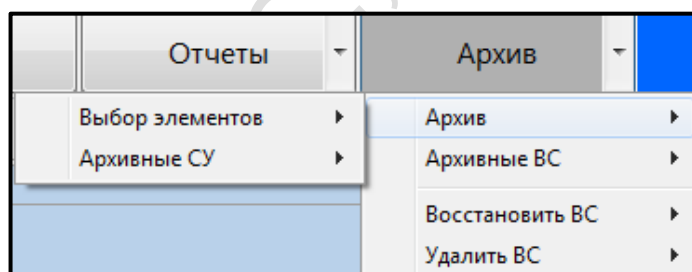 Отчеты
Архив
Выбор элементов
Архивные СУ
Архив
Архивные ВС
Восстановить ВС
Удалить ВС